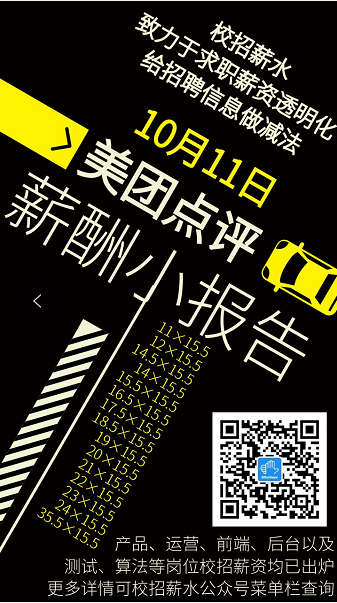 校招薪水
致力于求职薪资透明化
给招聘信息做减法
10月11日
美团点评
薪酬小报告
11×15.5
12×15.5
14.5×15.5
14×15.5
15.5×15.5
16.5×15.5
17.5×15.5
18.5×15.5
19×15.5
20×15.5
21×15.5
22×15.5
23×15.5
24×15.5
35.5×15.5
产品、运营、前端、后台以及
测试、算法等岗位校招薪资均已出炉
更多详情可校招薪水公众号菜单栏查询